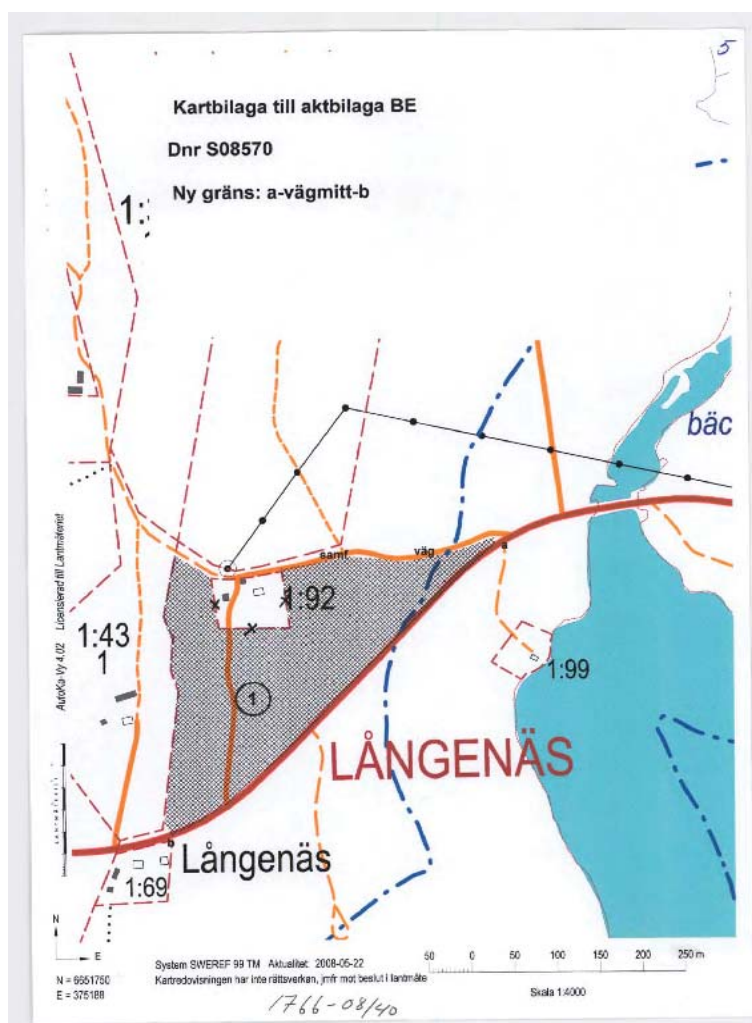 5
Kartbilaga till aktbilaga BE
Dnr S08570
Ny gräns: a-vägmitt-b
1:
bäc
samf väg
a
1:92
1:43
1
1:99
1
LÅNGENÄS
b
Långenäs
1:69
AutoKa-Vy 4.02 Licensierad till Lantmäteriet
LANTMÄTERIET
N
E
N = 6651750
E = 375188
System SWEREF 99 TM Aktualitet 2008-05-22
Kartredovisningen har inte rättsverkan, jmfr mot beslut i lantmäte
50 0 50 100 150 200 250 m
Skala 1:4000
1766-08/40